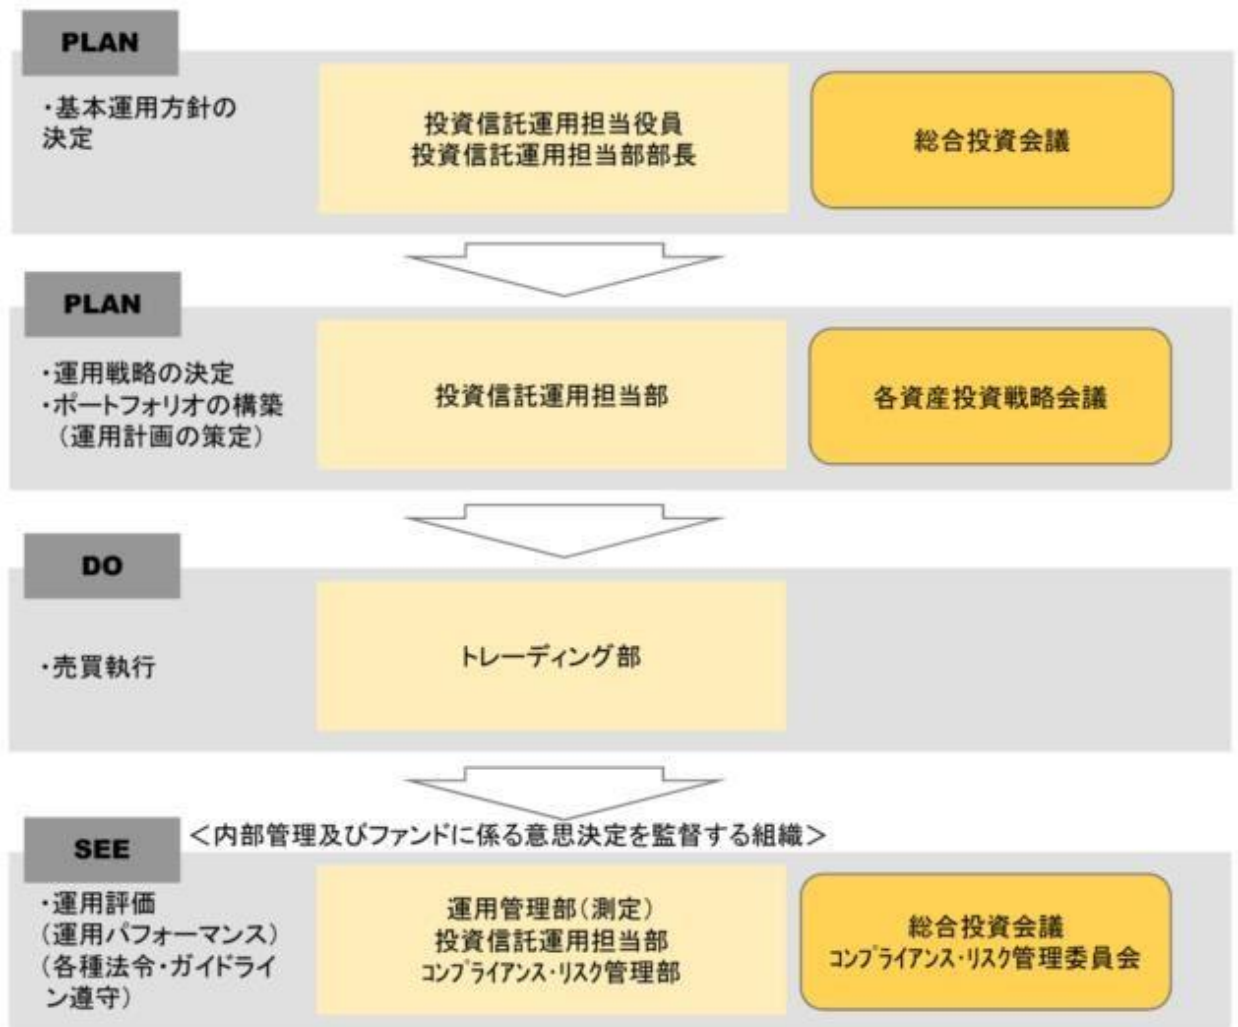 PLAN
・基本運用方針の
決定
投資信託運用担当役員
投資信託運用担当部部長
総合投資会議
PLAN
・運用戦略の決定
・ポートフォリオの構築
（運用計画の策定）
投資信託運用担当部
各資産投資戦略会議
DO
・売買執行
トレーディング部
SEE
＜内部管理及びファンドに係る意思決定を監督する組織＞
・運用評価
(運用パフォーマンス)
(各種法令・ガイドライ
ン遵守)
運用管理部(測定)
投資信託運用担当部
ｺﾝﾌﾟﾗｲｱﾝｽ・ﾘｽｸ管理部
総合投資会議
ｺﾝﾌﾟﾗｲｱﾝｽ・ﾘｽｸ管理委員会